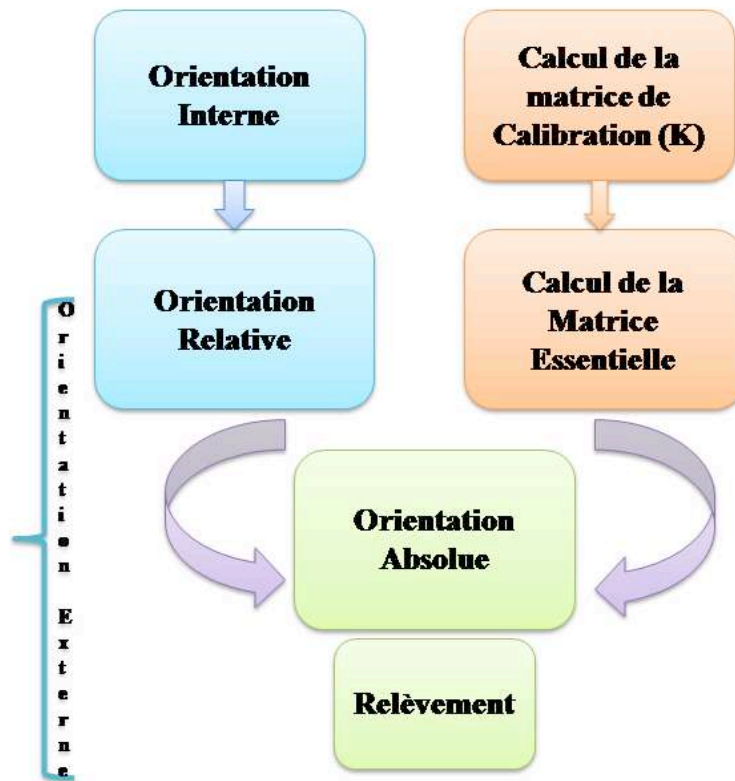 Orientation
Interne
Calcul de la
matrice de
Calibration (K)
Orientation
Relative
Calcul de la
Matrice
Essentielle
Orientation Externe
Orientation
Absolue
Relèvement